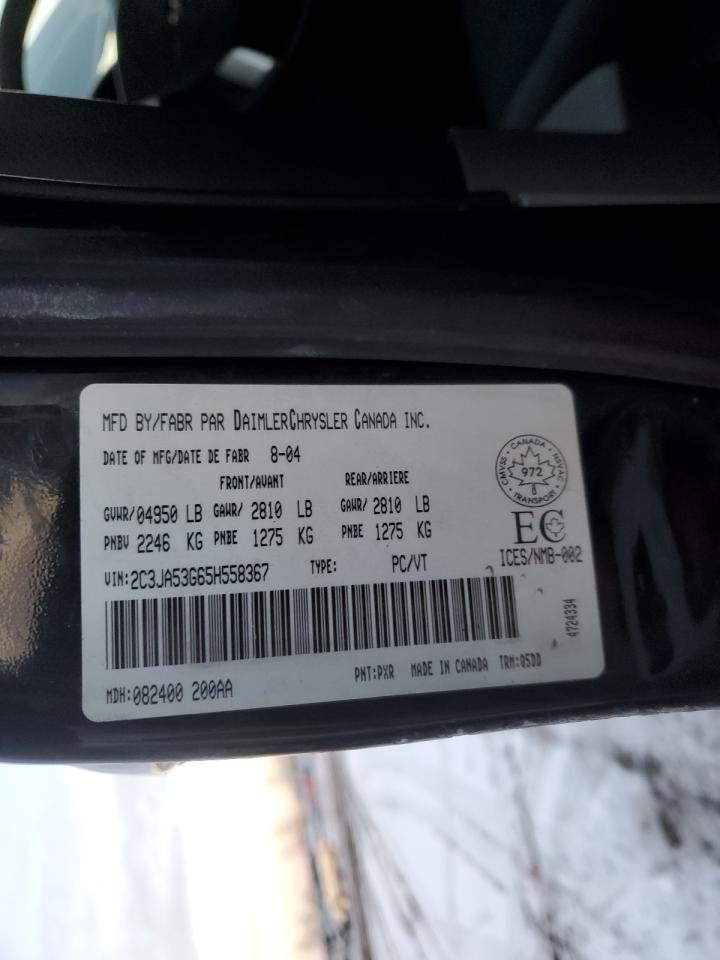 MFD BY/FABR PAR DAIMLERCHRYSLER CANADA INC.
DATE OF MFG/DATE DE FABR 8-04
FRONT/AVANT REAR/ARRIERE
GVWR/04950 LB GAWR/ 2810 LB GAWR/ 2810 LB
PNBV 2246 KG PNBE 1275 KG PNBE 1275 KG
VIN:2C3JA53G65H558367 TYPE: PC/VT
CANADA
CMVSS 972 NSVAC
TRANSPORT
EC
ICES/NMB-002
4724334
MDH:082400 200AA
PNT:PXR MADE IN CANADA TRM:05DD